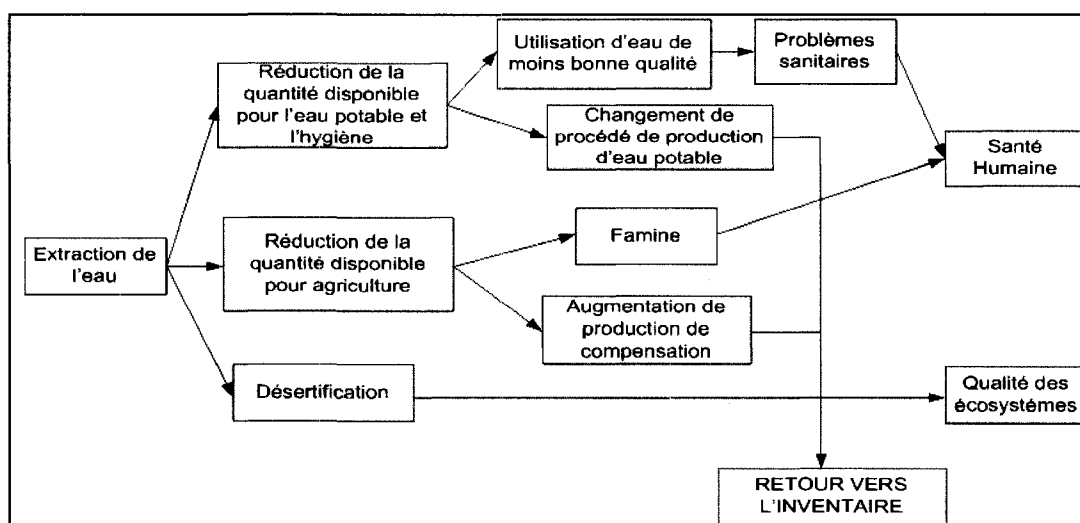 Utilisation d'eau de
moins bonne qualité
Problèmes
sanitaires
Réduction de la
quantité disponible
pour l'eau potable et
l'hygiène
Changement de
procédé de production
d'eau potable
Santé
Humaine
Extraction de
l'eau
Réduction de la
quantité disponible
pour agriculture
Famine
Augmentation de
production de
compensation
Désertification
Qualité des
écosystémes
RETOUR VERS
L'INVENTAIRE